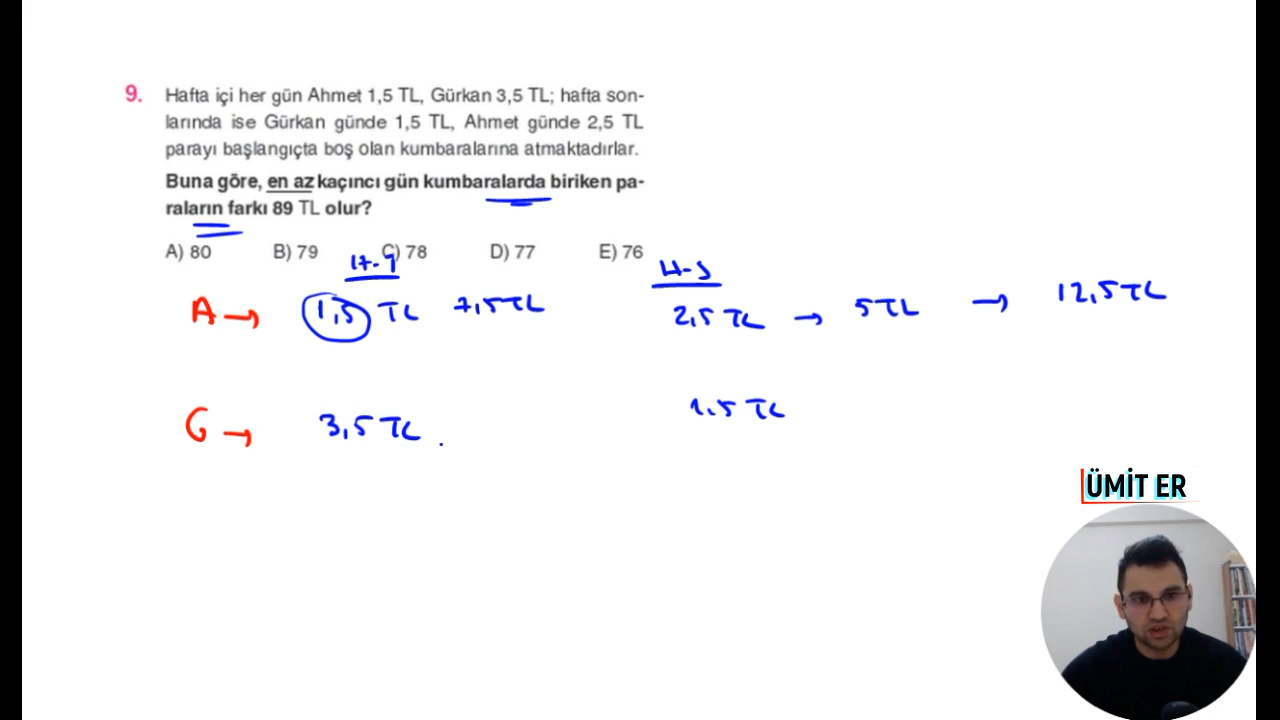 9. Hafta içi her gün Ahmet 1,5 TL, Gürkan 3,5 TL; hafta son-
larında ise Gürkan günde 1,5 TL, Ahmet günde 2,5 TL
parayı başlangıçta boş olan kumbaralarına atmaktadırlar.
Buna göre, en az kaçıncı gün kumbaralarda biriken pa-
raların farkı 89 TL olur?
A) 80 B) 79 C) 78 D) 77 E) 76
H-İ H-S
A → 1,5 TL 7,5 TL 2,5 TL → 5 TL → 12,5 TL
G → 3,5 TL 1,5 TL
ÜMİT ER